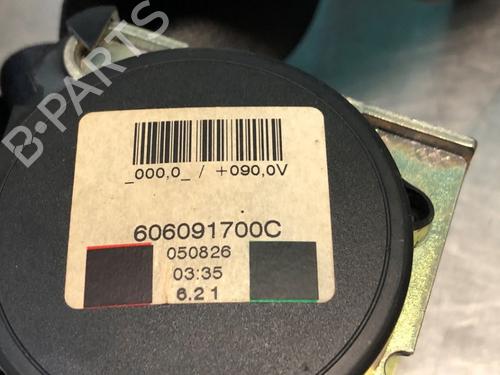 B-PARTS
_000,0_ / +090,0V
606091700C
050826
03:35
6.2 1